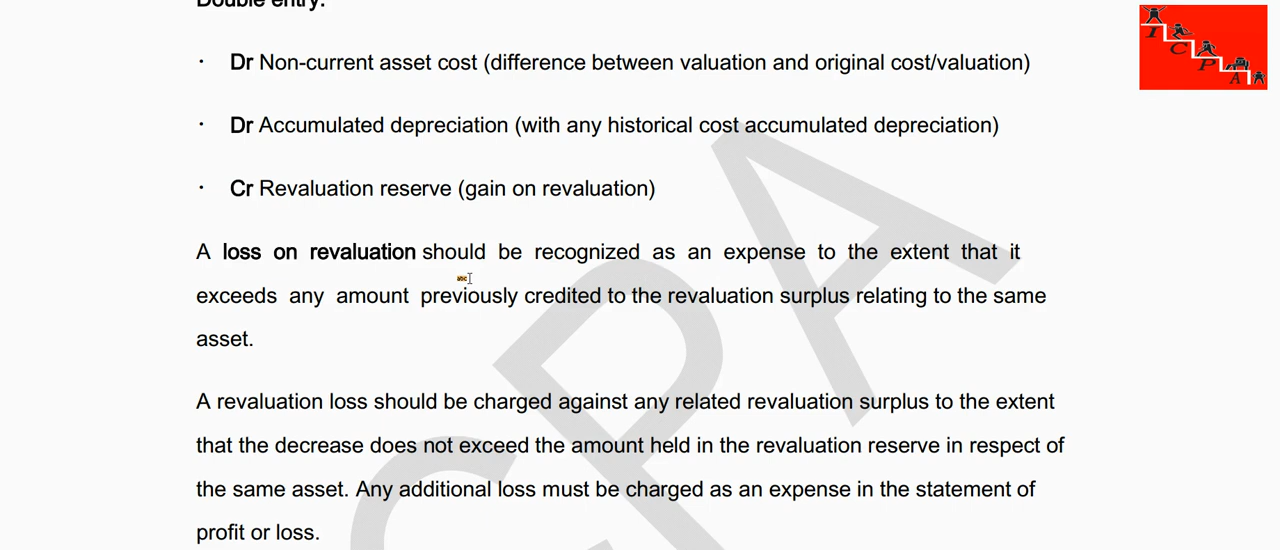 Double entry:
· Dr Non-current asset cost (difference between valuation and original cost/valuation)
· Dr Accumulated depreciation (with any historical cost accumulated depreciation)
· Cr Revaluation reserve (gain on revaluation)
A loss on revaluation should be recognized as an expense to the extent that it
exceeds any amount previously credited to the revaluation surplus relating to the same
asset.
A revaluation loss should be charged against any related revaluation surplus to the extent
that the decrease does not exceed the amount held in the revaluation reserve in respect of
the same asset. Any additional loss must be charged as an expense in the statement of
profit or loss.
I
C
P
A
CPA